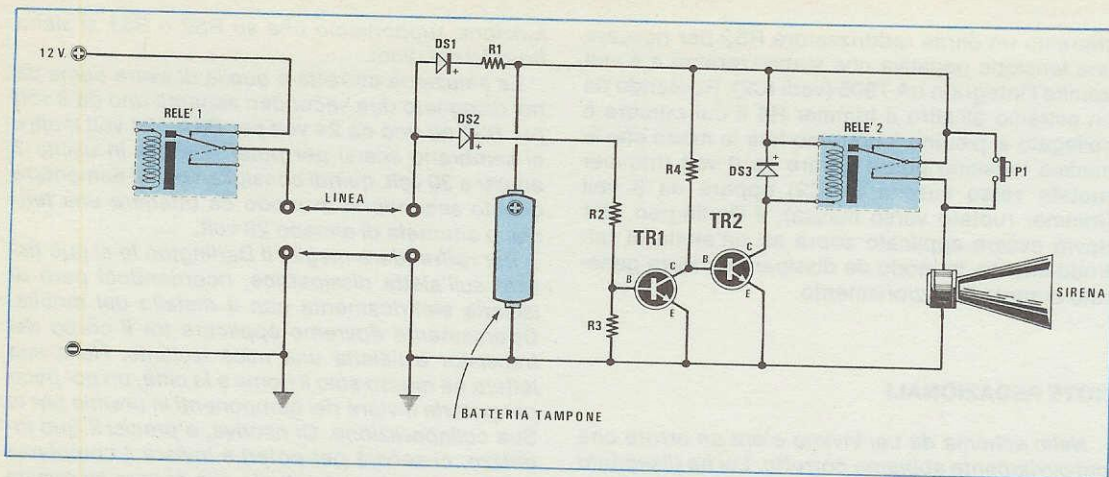 12 V.
DS1
R1
DS2
RELE' 1
LINEA
R2
R3
R4
TR1
TR2
B
C
E
B
C
E
DS3
RELE' 2
P1
SIRENA
BATTERIA TAMPONE